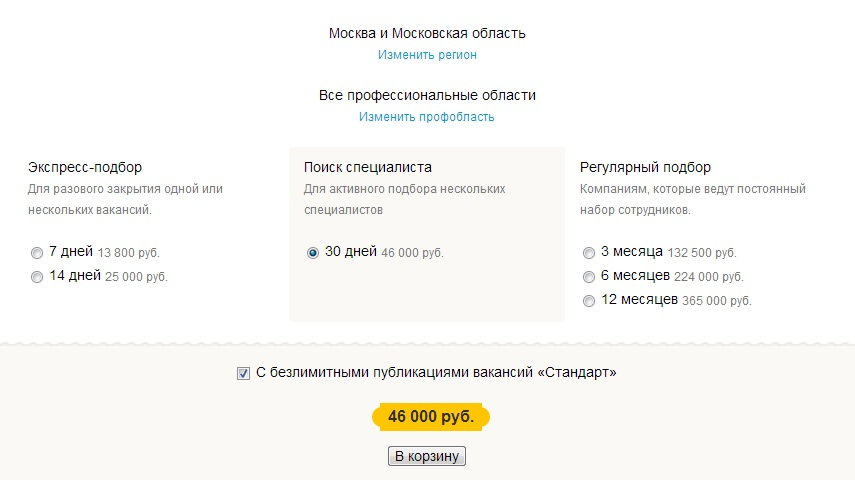 Москва и Московская область
Изменить регион
Все профессиональные области
Изменить профобласть
Экспресс-подбор
Для разового закрытия одной или
нескольких вакансий.
7 дней 13 800 руб.
14 дней 25 000 руб.
Поиск специалиста
Для активного подбора нескольких
специалистов
30 дней 46 000 руб.
Регулярный подбор
Компаниям, которые ведут постоянный
набор сотрудников.
3 месяца 132 500 руб.
6 месяцев 224 000 руб.
12 месяцев 365 000 руб.
С безлимитными публикациями вакансий «Стандарт»
46 000 руб.
В корзину